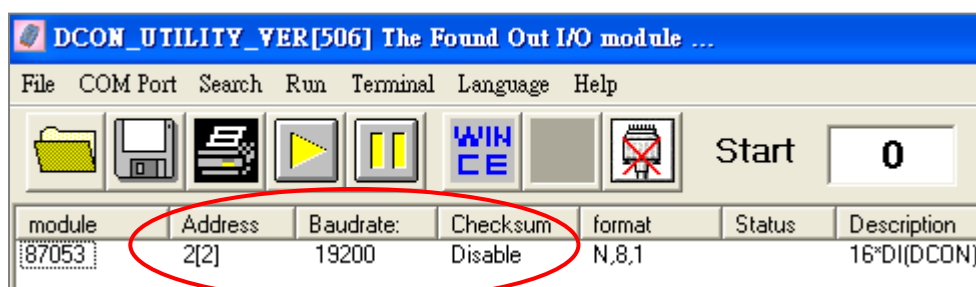 DCON_UTILITY_VER[506] The Found Out I/O module ...
File COM Port Search Run Terminal Language Help
WIN CE Start 0
module Address Baudrate: Checksum format Status Description
87053 2[2] 19200 Disable N,8,1 16*DI(DCON)